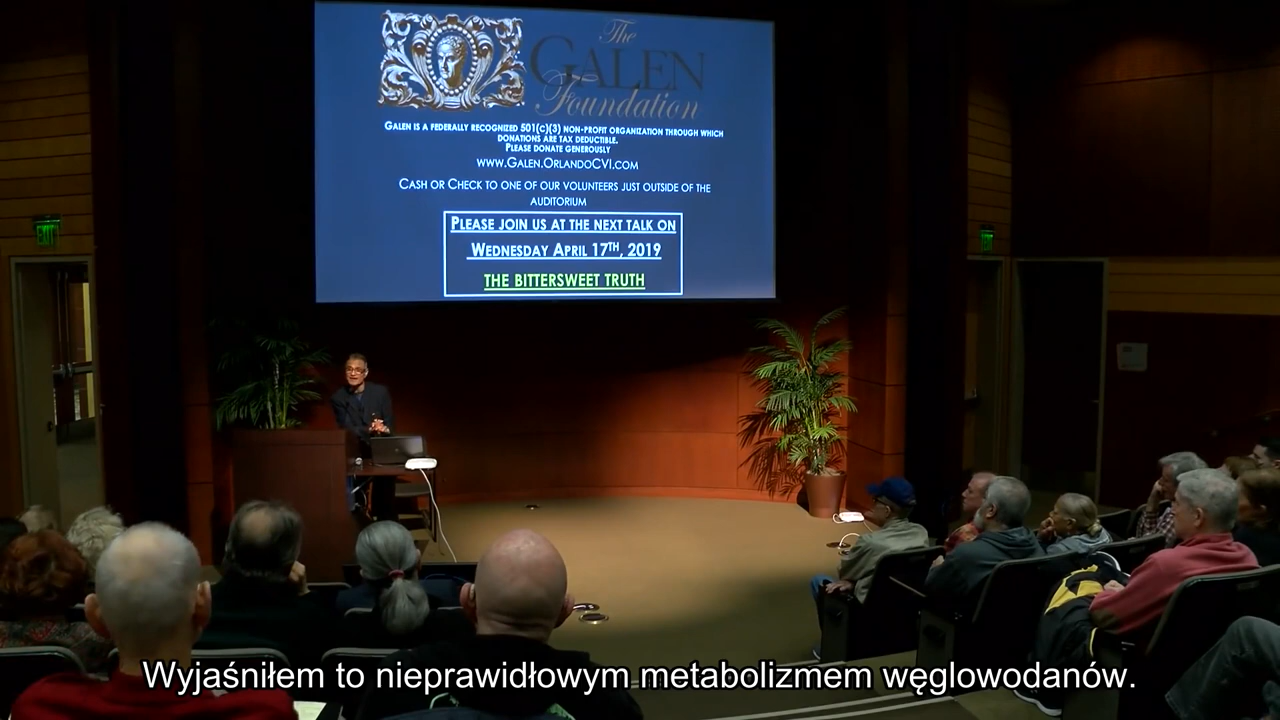 The
GALEN
Foundation
GALEN IS A FEDERALLY RECOGNIZED 501(C)(3) NON-PROFIT ORGANIZATION THROUGH WHICH
DONATIONS ARE TAX DEDUCTIBLE.
PLEASE DONATE GENEROUSLY
WWW.GALEN.ORLANDOCVI.COM
CASH OR CHECK TO ONE OF OUR VOLUNTEERS JUST OUTSIDE OF THE
AUDITORIUM
PLEASE JOIN US AT THE NEXT TALK ON
WEDNESDAY APRIL 17TH, 2019
THE BITTERSWEET TRUTH
EXIT
Wyjaśniłem to nieprawidłowym metabolizmem węglowodanów.